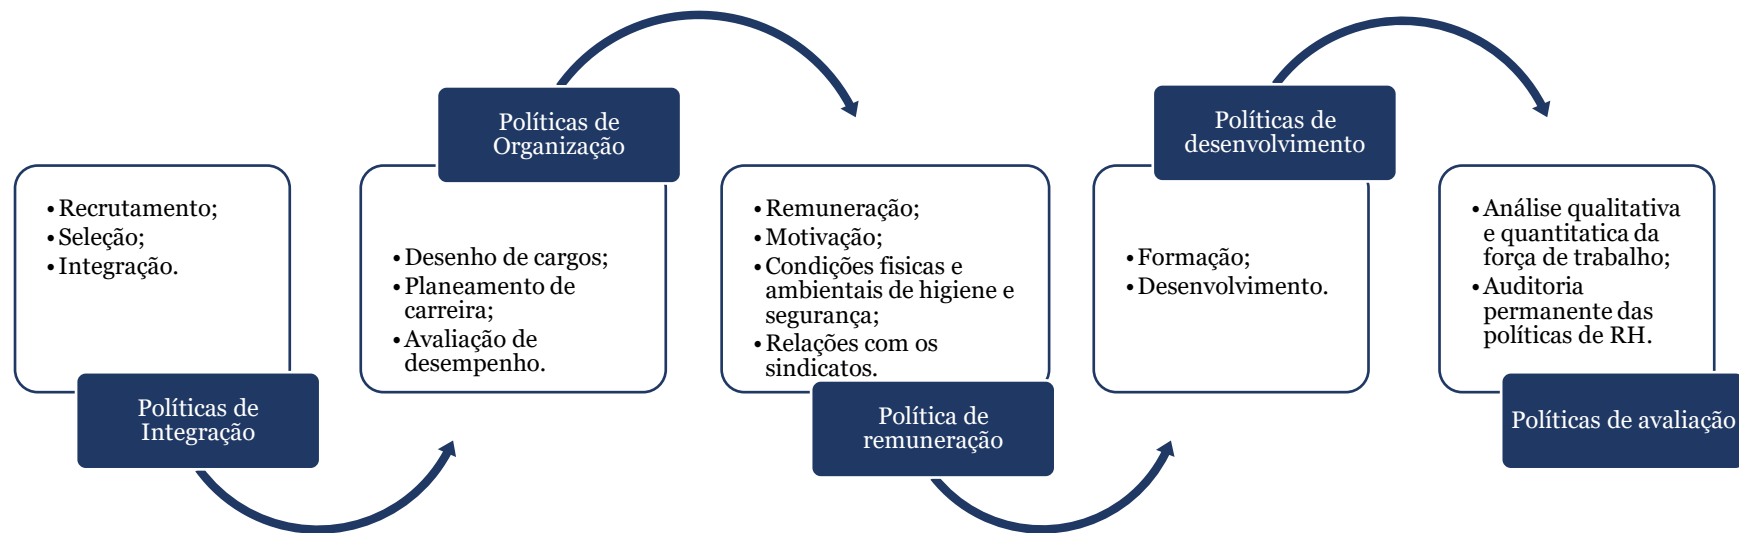 • Recrutamento;
• Seleção;
• Integração.
Políticas de
Integração
Políticas de
Organização
• Desenho de cargos;
• Planeamento de
carreira;
• Avaliação de
desempenho.
• Remuneração;
• Motivação;
• Condições fisicas e
ambientais de higiene e
segurança;
• Relações com os
sindicatos.
Política de
remuneração
Políticas de
desenvolvimento
• Formação;
• Desenvolvimento.
• Análise qualitativa
e quantitatica da
força de trabalho;
• Auditoria
permanente das
políticas de RH.
Políticas de avaliação